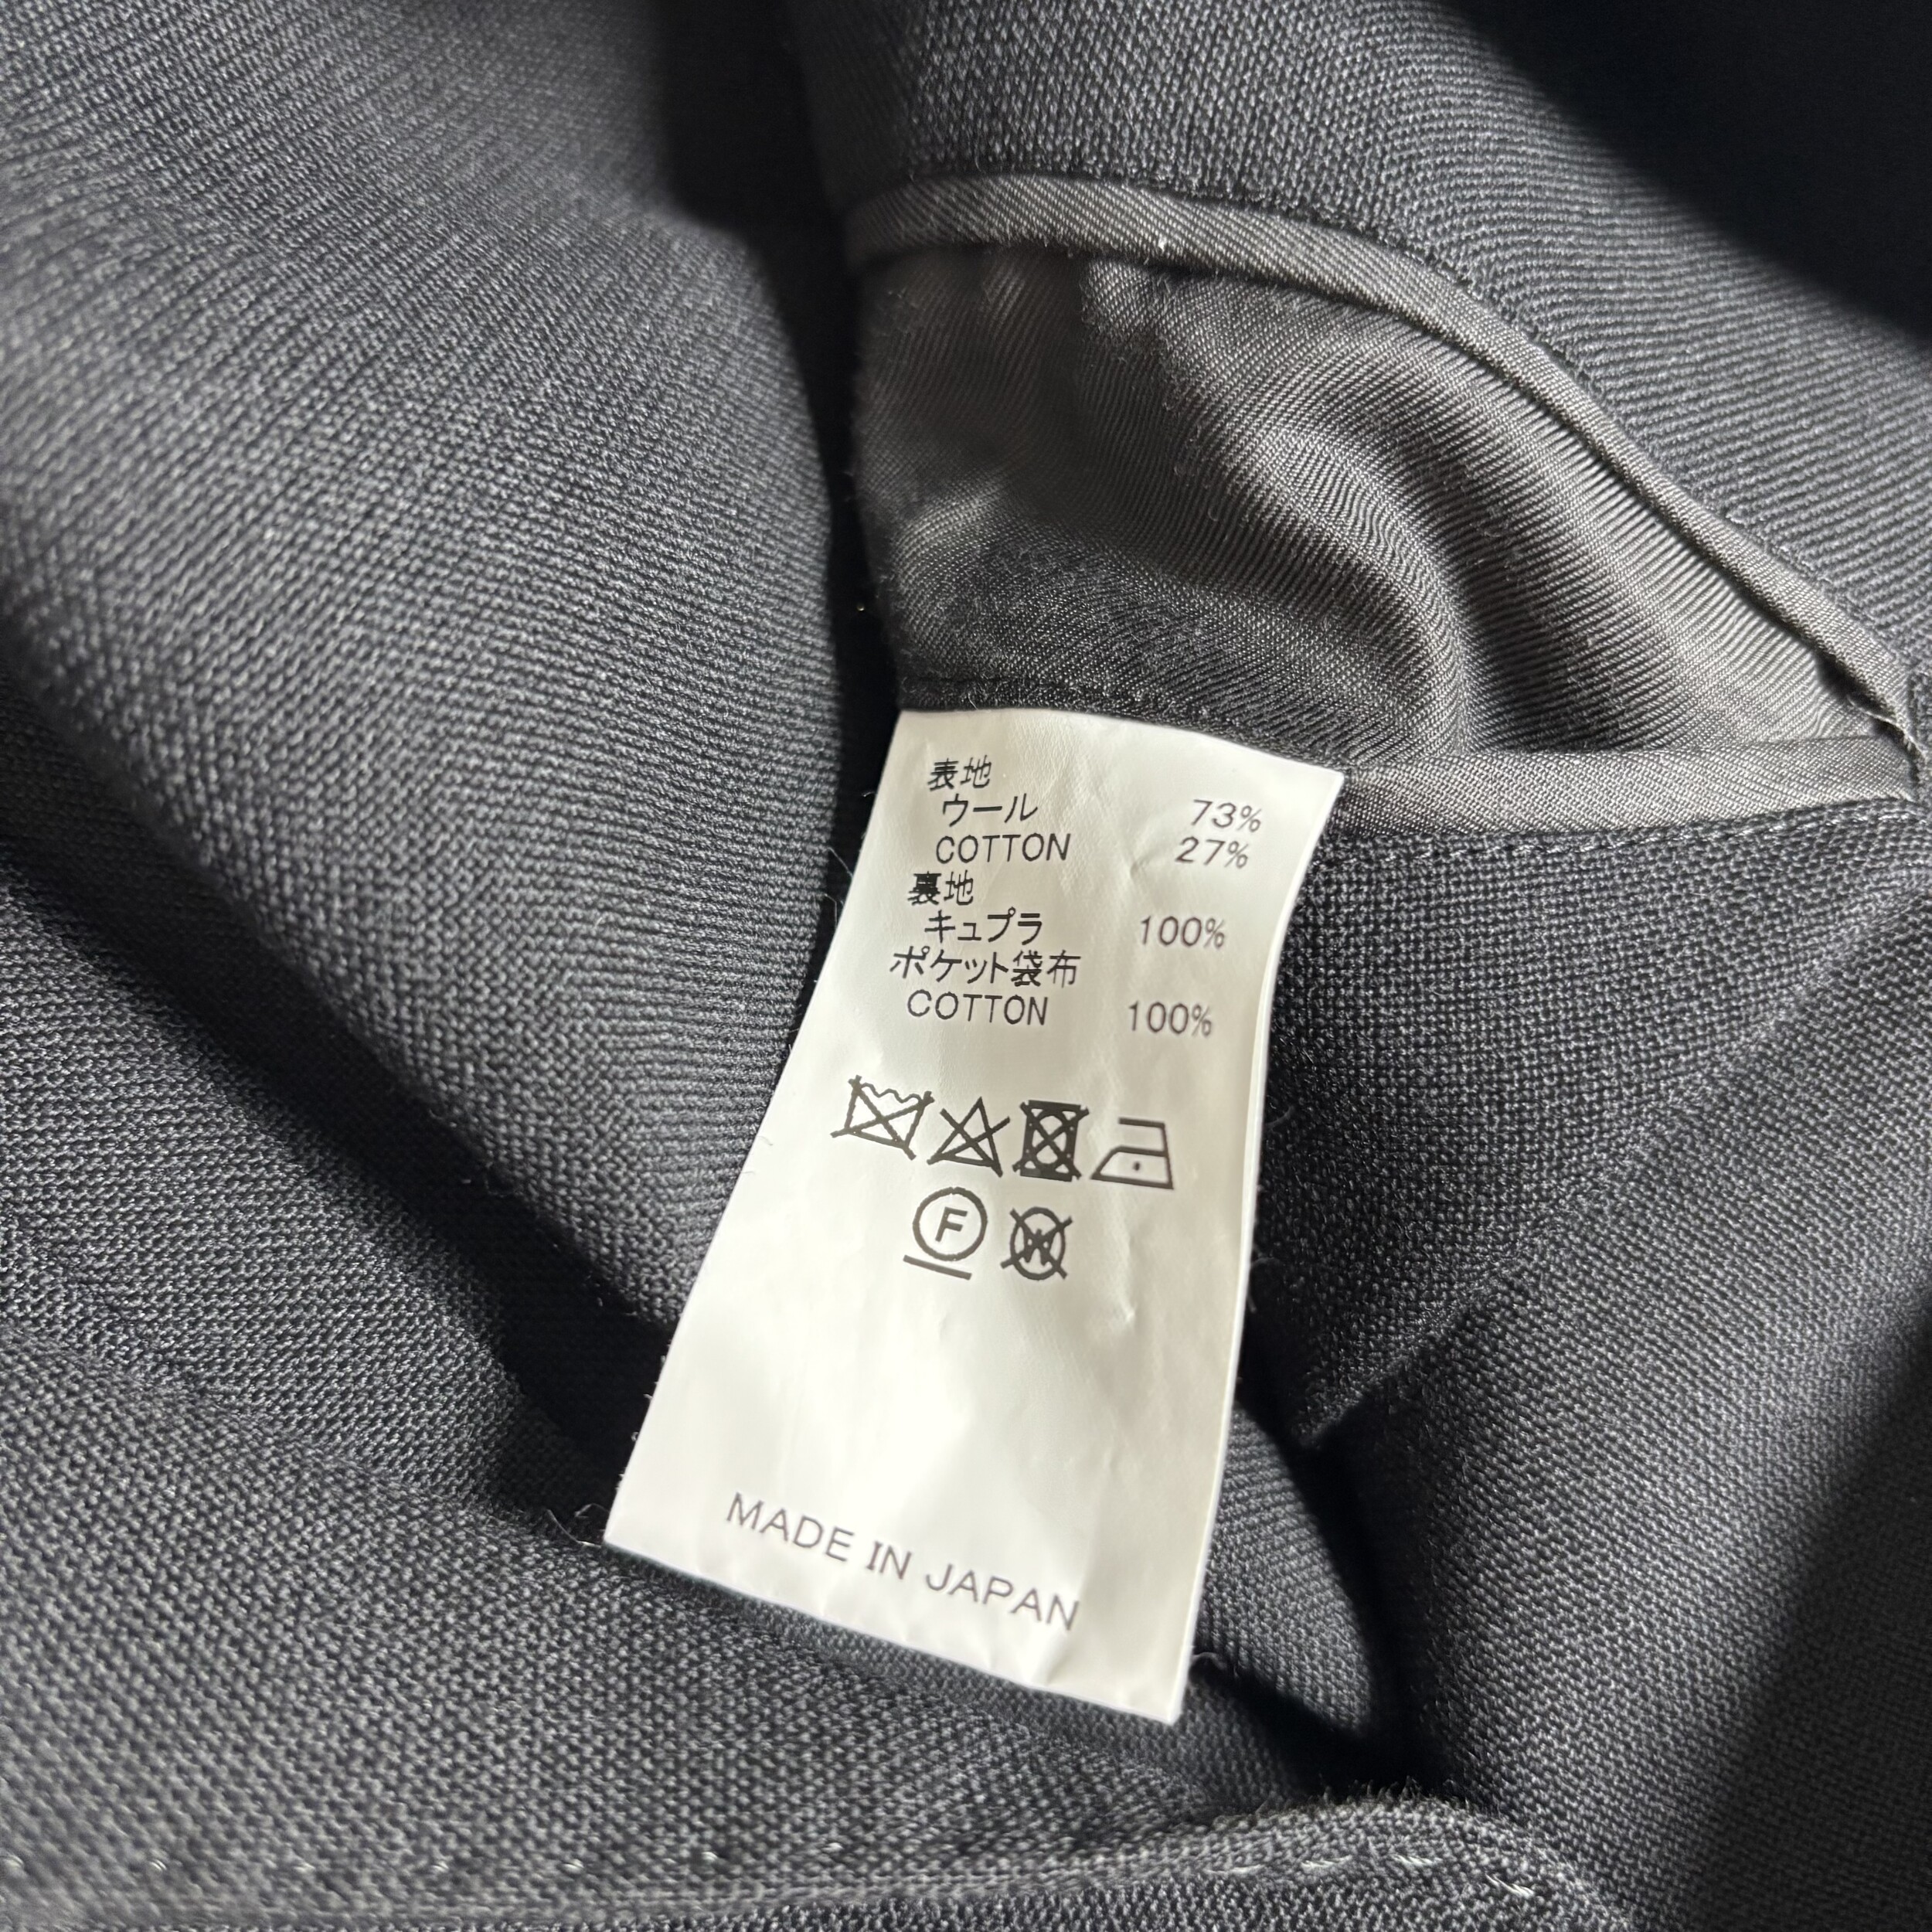 表地
ウール 73%
COTTON 27%
裏地
キュプラ 100%
ポケット袋布
COTTON 100%
F W
MADE IN JAPAN